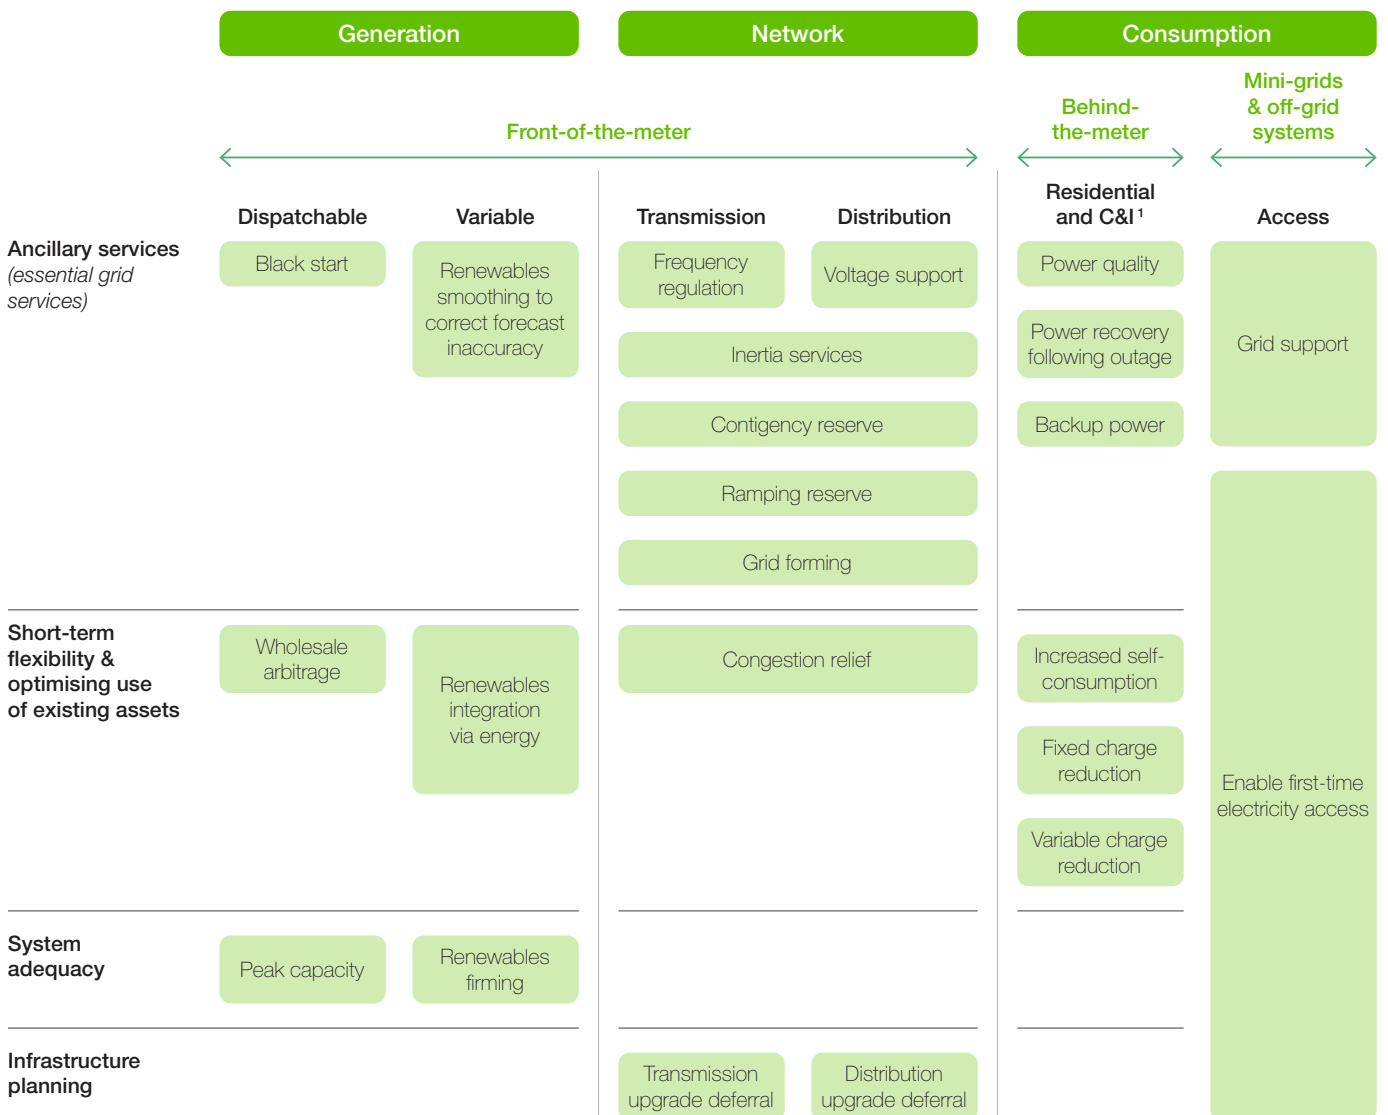 Generation
Network
Consumption
Front-of-the-meter
Behind-
the-meter
Mini-grids
& off-grid
systems
Dispatchable
Variable
Transmission
Distribution
Residential
and C&I 1
Access
Ancillary services
(essential grid
services)
Black start
Renewables
smoothing to
correct forecast
inaccuracy
Frequency
regulation
Voltage support
Inertia services
Contigency reserve
Ramping reserve
Grid forming
Power quality
Power recovery
following outage
Backup power
Grid support
Short-term
flexibility &
optimising use
of existing assets
Wholesale
arbitrage
Renewables
integration
via energy
Congestion relief
Increased self-
consumption
Fixed charge
reduction
Variable charge
reduction
Enable first-time
electricity access
System
adequacy
Peak capacity
Renewables
firming
Infrastructure
planning
Transmission
upgrade deferral
Distribution
upgrade deferral